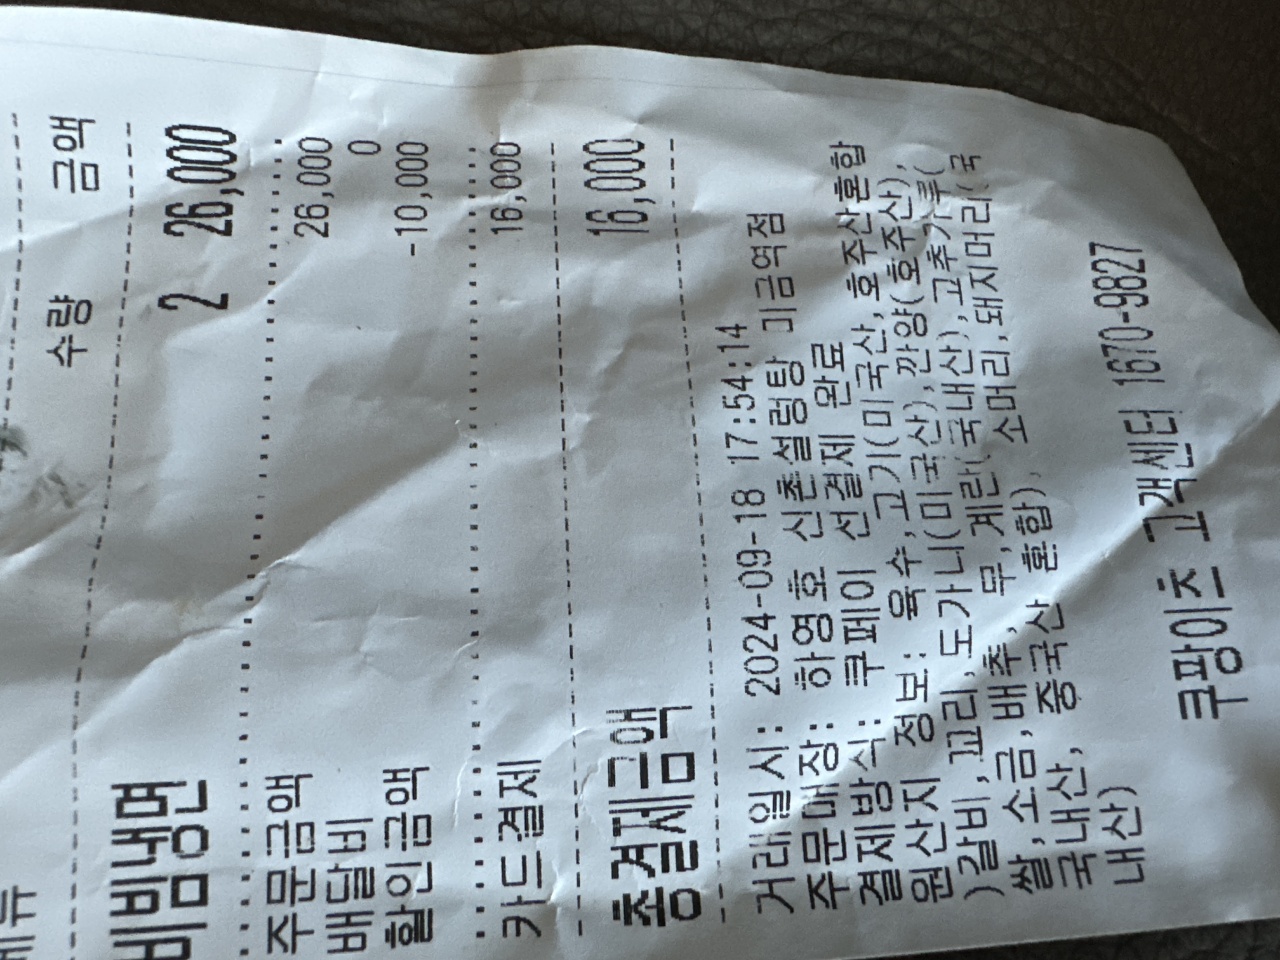 메뉴 수량 금액
비빔냉면 2 26,000
주문금액 26,000
배달비 0
할인금액 -10,000
카드결제 16,000
총결제금액 16,000
거래일시: 2024-09-18 17:54:14
주문매장: 하영호 신촌설렁탕 미금역점
결제방식: 쿠페이 선결제 완료
원산지 정보: 육수,고기(미국산,호주산혼합
)갈비,꼬리,도가니(미국산),깐양(호주산),
쌀,소금,배추, 무,계란(국내산),고추가루(
국내산, 중국산 혼합), 소머리,돼지머리(국
내산)
쿠팡이츠 고객센터 1670-9827